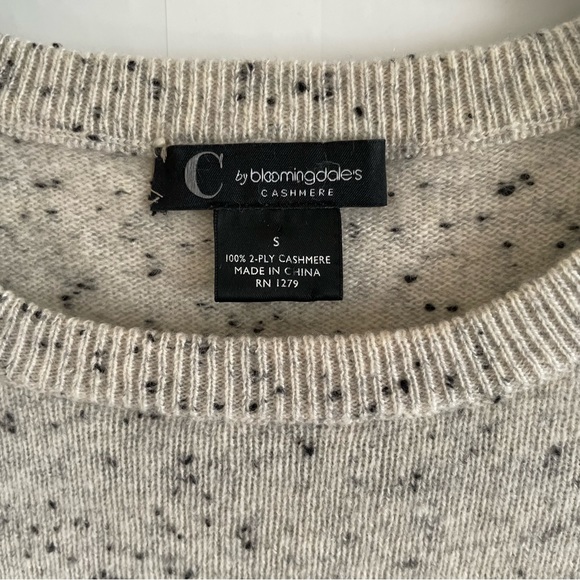 C by bloomingdale's
CASHMERE
S
100% 2-PLY CASHMERE
MADE IN CHINA
RN 1279